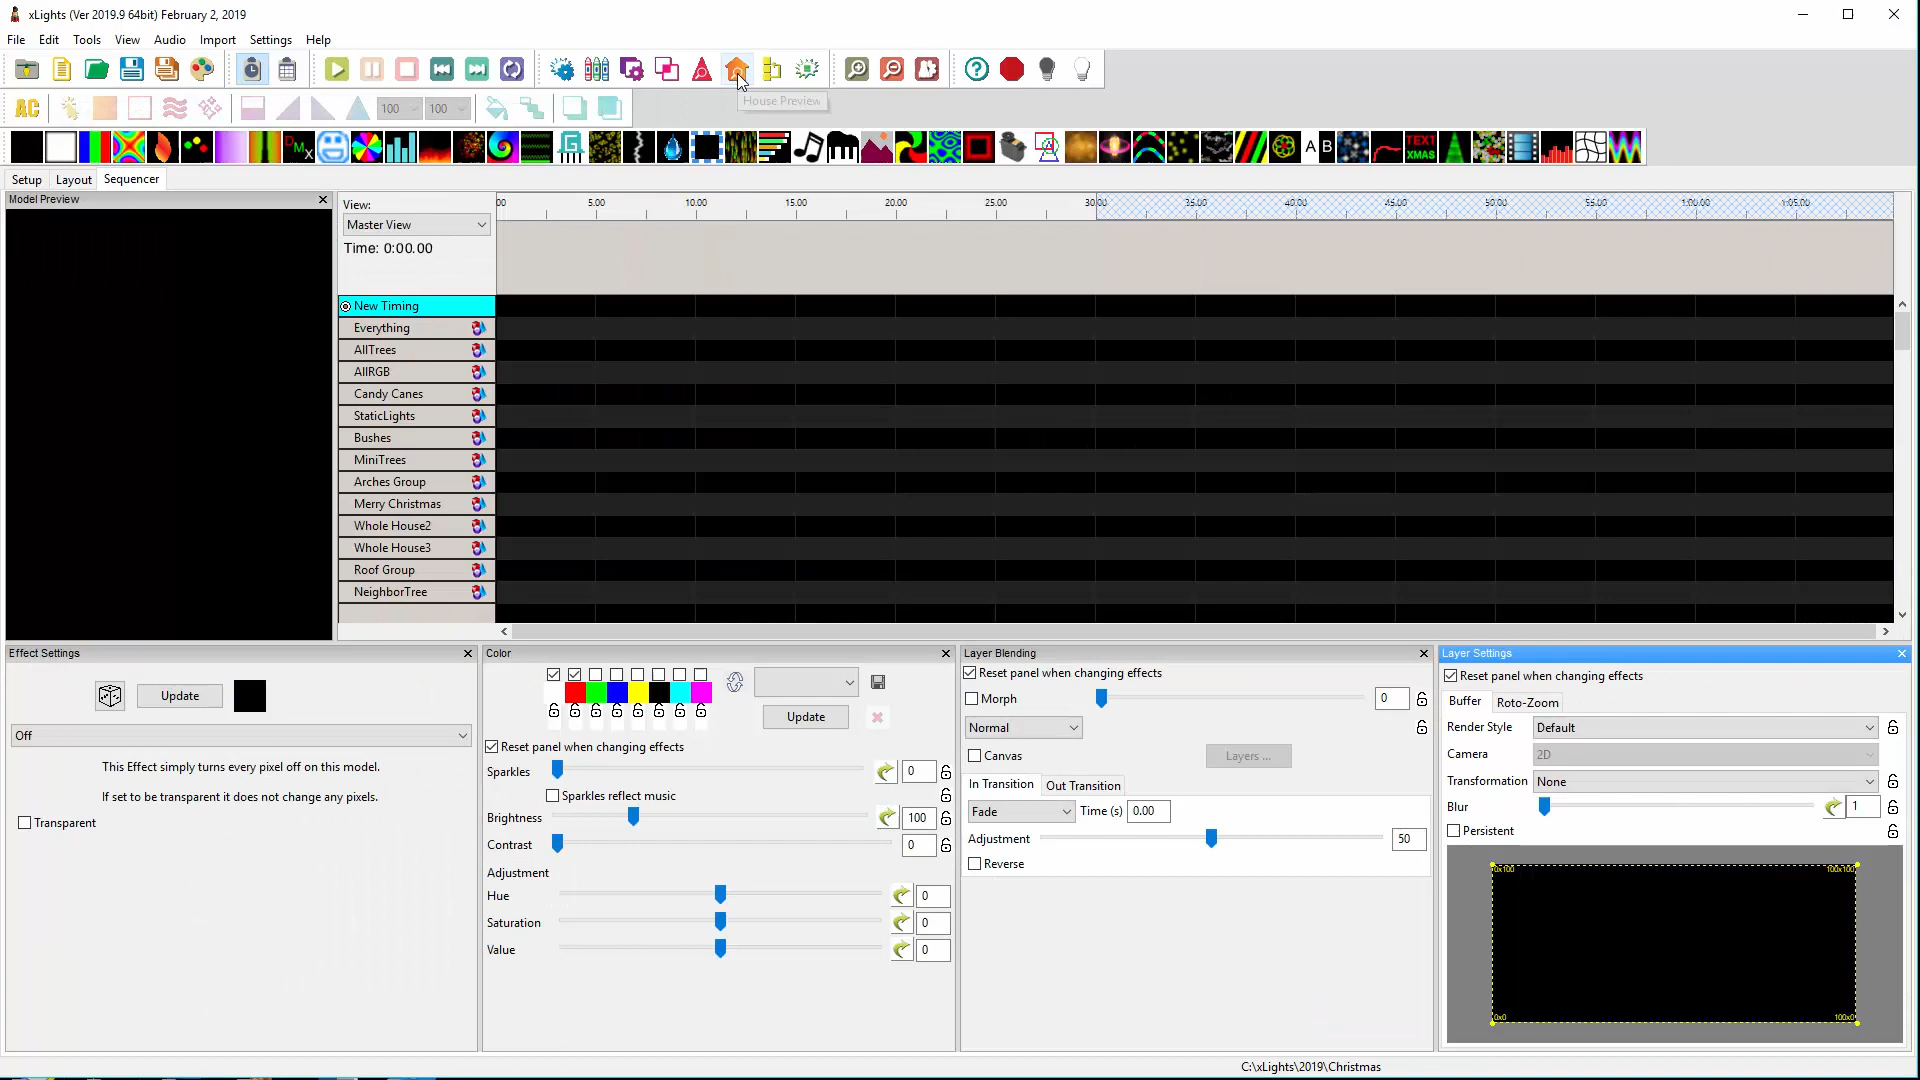 xLights (Ver 2019.9 64bit) February 2, 2019
File Edit Tools View Audio Import Settings Help
AC 100 100
House Preview
DMX A B TEXT XMAS
Setup Layout Sequencer
Model Preview
View:
Master View
Time: 0:00.00
00 5.00 10.00 15.00 20.00 25.00 30.00 35.00 40.00 45.00 50.00 55.00 1:00.00 1:05.00
New Timing
Everything
AllTrees
AllRGB
Candy Canes
StaticLights
Bushes
MiniTrees
Arches Group
Merry Christmas
Whole House2
Whole House3
Roof Group
NeighborTree
Effect Settings
Update
Off
This Effect simply turns every pixel off on this model.
If set to be transparent it does not change any pixels.
Transparent
Color
Update
Reset panel when changing effects
Sparkles 0
Sparkles reflect music
Brightness 100
Contrast 0
Adjustment
Hue 0
Saturation 0
Value 0
Layer Blending
Reset panel when changing effects
Morph 0
Normal
Canvas Layers ...
In Transition Out Transition
Fade Time (s) 0.00
Adjustment 50
Reverse
Layer Settings
Reset panel when changing effects
Buffer Roto-Zoom
Render Style Default
Camera 2D
Transformation None
Blur 1
Persistent
0x100 100x100
0x0 100x0
C:\xLights\2019\Christmas